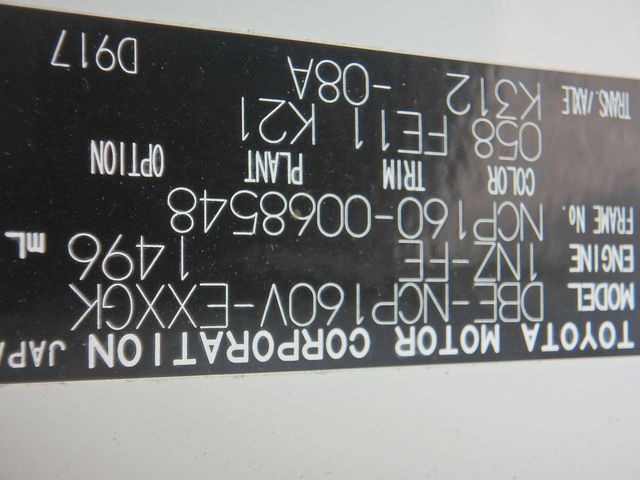 TOYOTA MOTOR CORPORATION JAPA
MODEL DBE-NCP160V-EXXGK
ENGINE 1NZ-FE 1496 mL
FRAME No. NCP160-0068548
COLOR TRIM PLANT OPTION
058 FE11 K21
TRANS./AXLE K312 -08A
D917